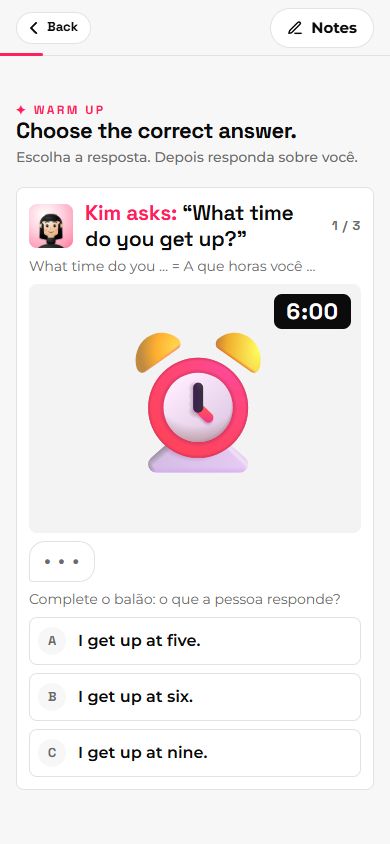 Back
Notes
WARM UP
Choose the correct answer.
Escolha a resposta. Depois responda sobre você.
Kim asks: “What time
do you get up?”
1 / 3
What time do you ... = A que horas você ...
6:00
• • •
Complete o balão: o que a pessoa responde?
A I get up at five.
B I get up at six.
C I get up at nine.